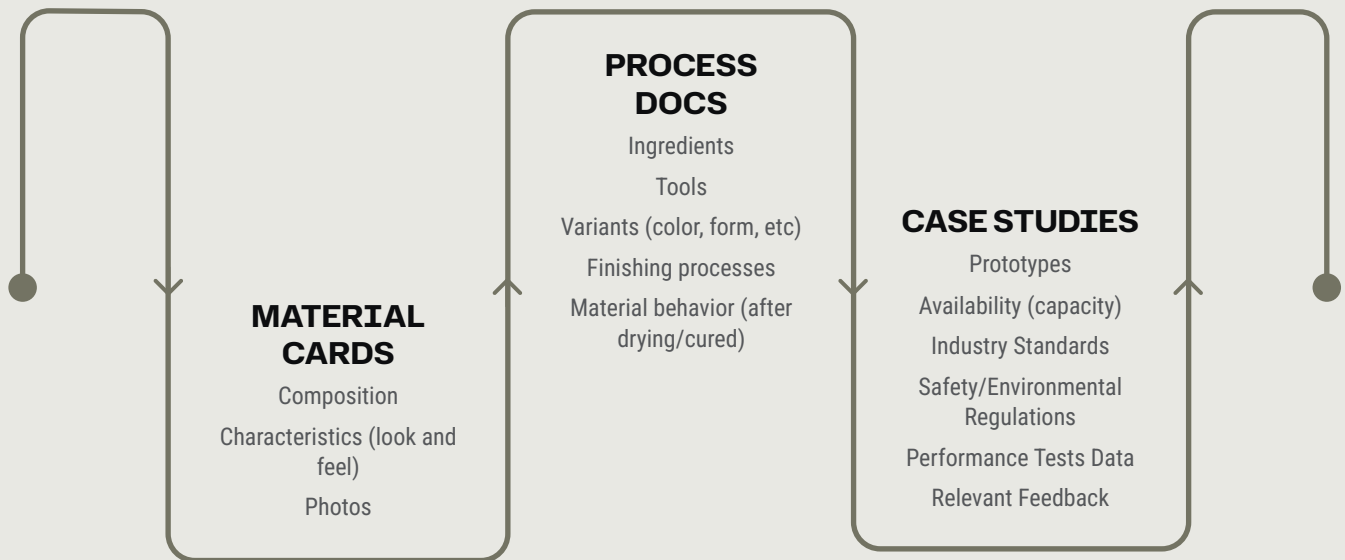 MATERIAL
CARDS
Composition
Characteristics (look and
feel)
Photos
PROCESS
DOCS
Ingredients
Tools
Variants (color, form, etc)
Finishing processes
Material behavior (after
drying/cured)
CASE STUDIES
Prototypes
Availability (capacity)
Industry Standards
Safety/Environmental
Regulations
Performance Tests Data
Relevant Feedback